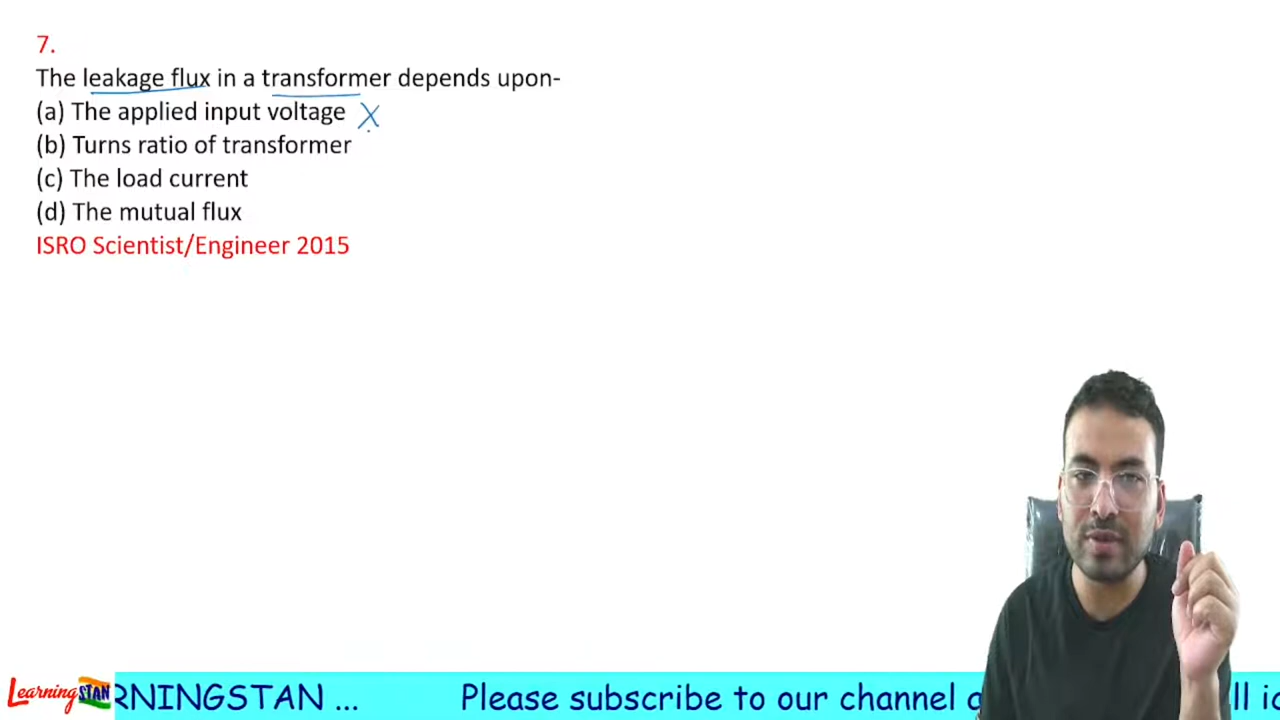 7.
The leakage flux in a transformer depends upon-
(a) The applied input voltage X
(b) Turns ratio of transformer
(c) The load current
(d) The mutual flux
ISRO Scientist/Engineer 2015
LearningSTAN
RNINGSTAN ... Please subscribe to our channel